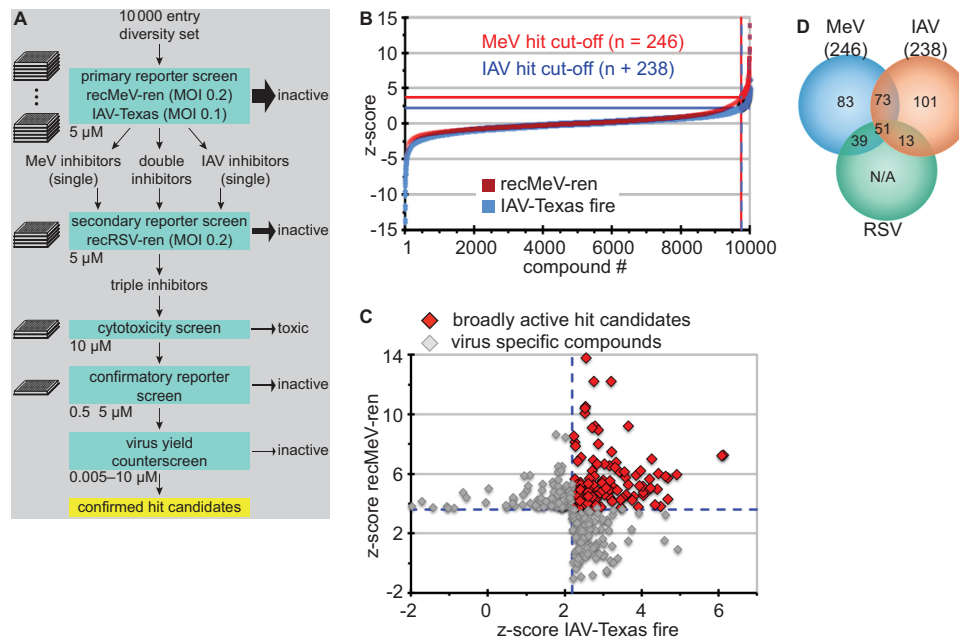 A
10 000 entry
diversity set
primary reporter screen
recMeV-ren (MOI 0.2)
IAV-Texas (MOI 0.1)
inactive
5 µM
MeV inhibitors
(single)
double
inhibitors
IAV inhibitors
(single)
secondary reporter screen
recRSV-ren (MOI 0.2)
inactive
5 µM
triple inhibitors
cytotoxicity screen
toxic
10 µM
confirmatory reporter
screen
inactive
0.5 5 µM
virus yield
counterscreen
inactive
0.005–10 µM
confirmed hit candidates
B
15
10
5
0
-5
-10
-15
z-score
MeV hit cut-off (n = 246)
IAV hit cut-off (n + 238)
recMeV-ren
IAV-Texas fire
1
2000
4000
6000
8000
10000
compound #
C
broadly active hit candidates
virus specific compounds
14
10
6
2
-2
z-score recMeV-ren
-2
0
2
4
6
z-score IAV-Texas fire
D
MeV
(246)
IAV
(238)
83
73
101
51
39
13
N/A
RSV